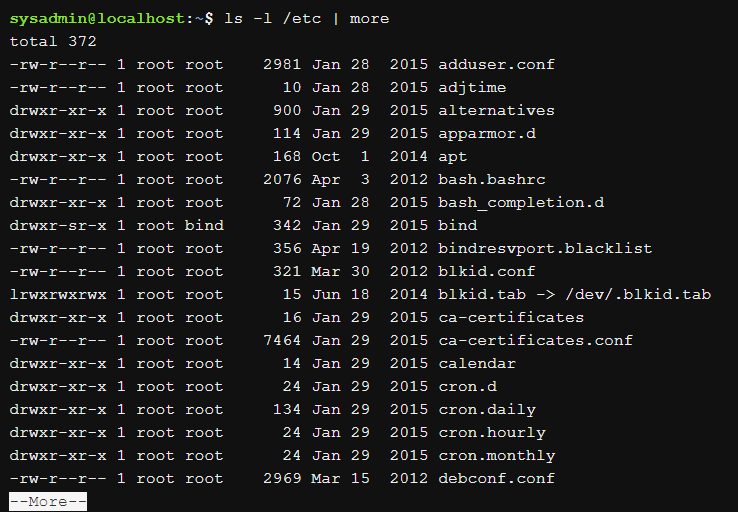 sysadmin@localhost:~$ ls -l /etc | more
total 372
-rw-r--r-- 1 root root    2981 Jan 28  2015 adduser.conf
-rw-r--r-- 1 root root      10 Jan 28  2015 adjtime
drwxr-xr-x 1 root root     900 Jan 29  2015 alternatives
drwxr-xr-x 1 root root     114 Jan 29  2015 apparmor.d
drwxr-xr-x 1 root root     168 Oct  1  2014 apt
-rw-r--r-- 1 root root    2076 Apr  3  2012 bash.bashrc
drwxr-xr-x 1 root root      72 Jan 28  2015 bash_completion.d
drwxr-sr-x 1 root bind     342 Jan 29  2015 bind
-rw-r--r-- 1 root root     356 Apr 19  2012 bindresvport.blacklist
-rw-r--r-- 1 root root     321 Mar 30  2012 blkid.conf
lrwxrwxrwx 1 root root      15 Jun 18  2014 blkid.tab -> /dev/.blkid.tab
drwxr-xr-x 1 root root      16 Jan 29  2015 ca-certificates
-rw-r--r-- 1 root root    7464 Jan 29  2015 ca-certificates.conf
drwxr-xr-x 1 root root      14 Jan 29  2015 calendar
drwxr-xr-x 1 root root      24 Jan 29  2015 cron.d
drwxr-xr-x 1 root root     134 Jan 29  2015 cron.daily
drwxr-xr-x 1 root root      24 Jan 29  2015 cron.hourly
drwxr-xr-x 1 root root      24 Jan 29  2015 cron.monthly
-rw-r--r-- 1 root root    2969 Mar 15  2012 debconf.conf
--More--